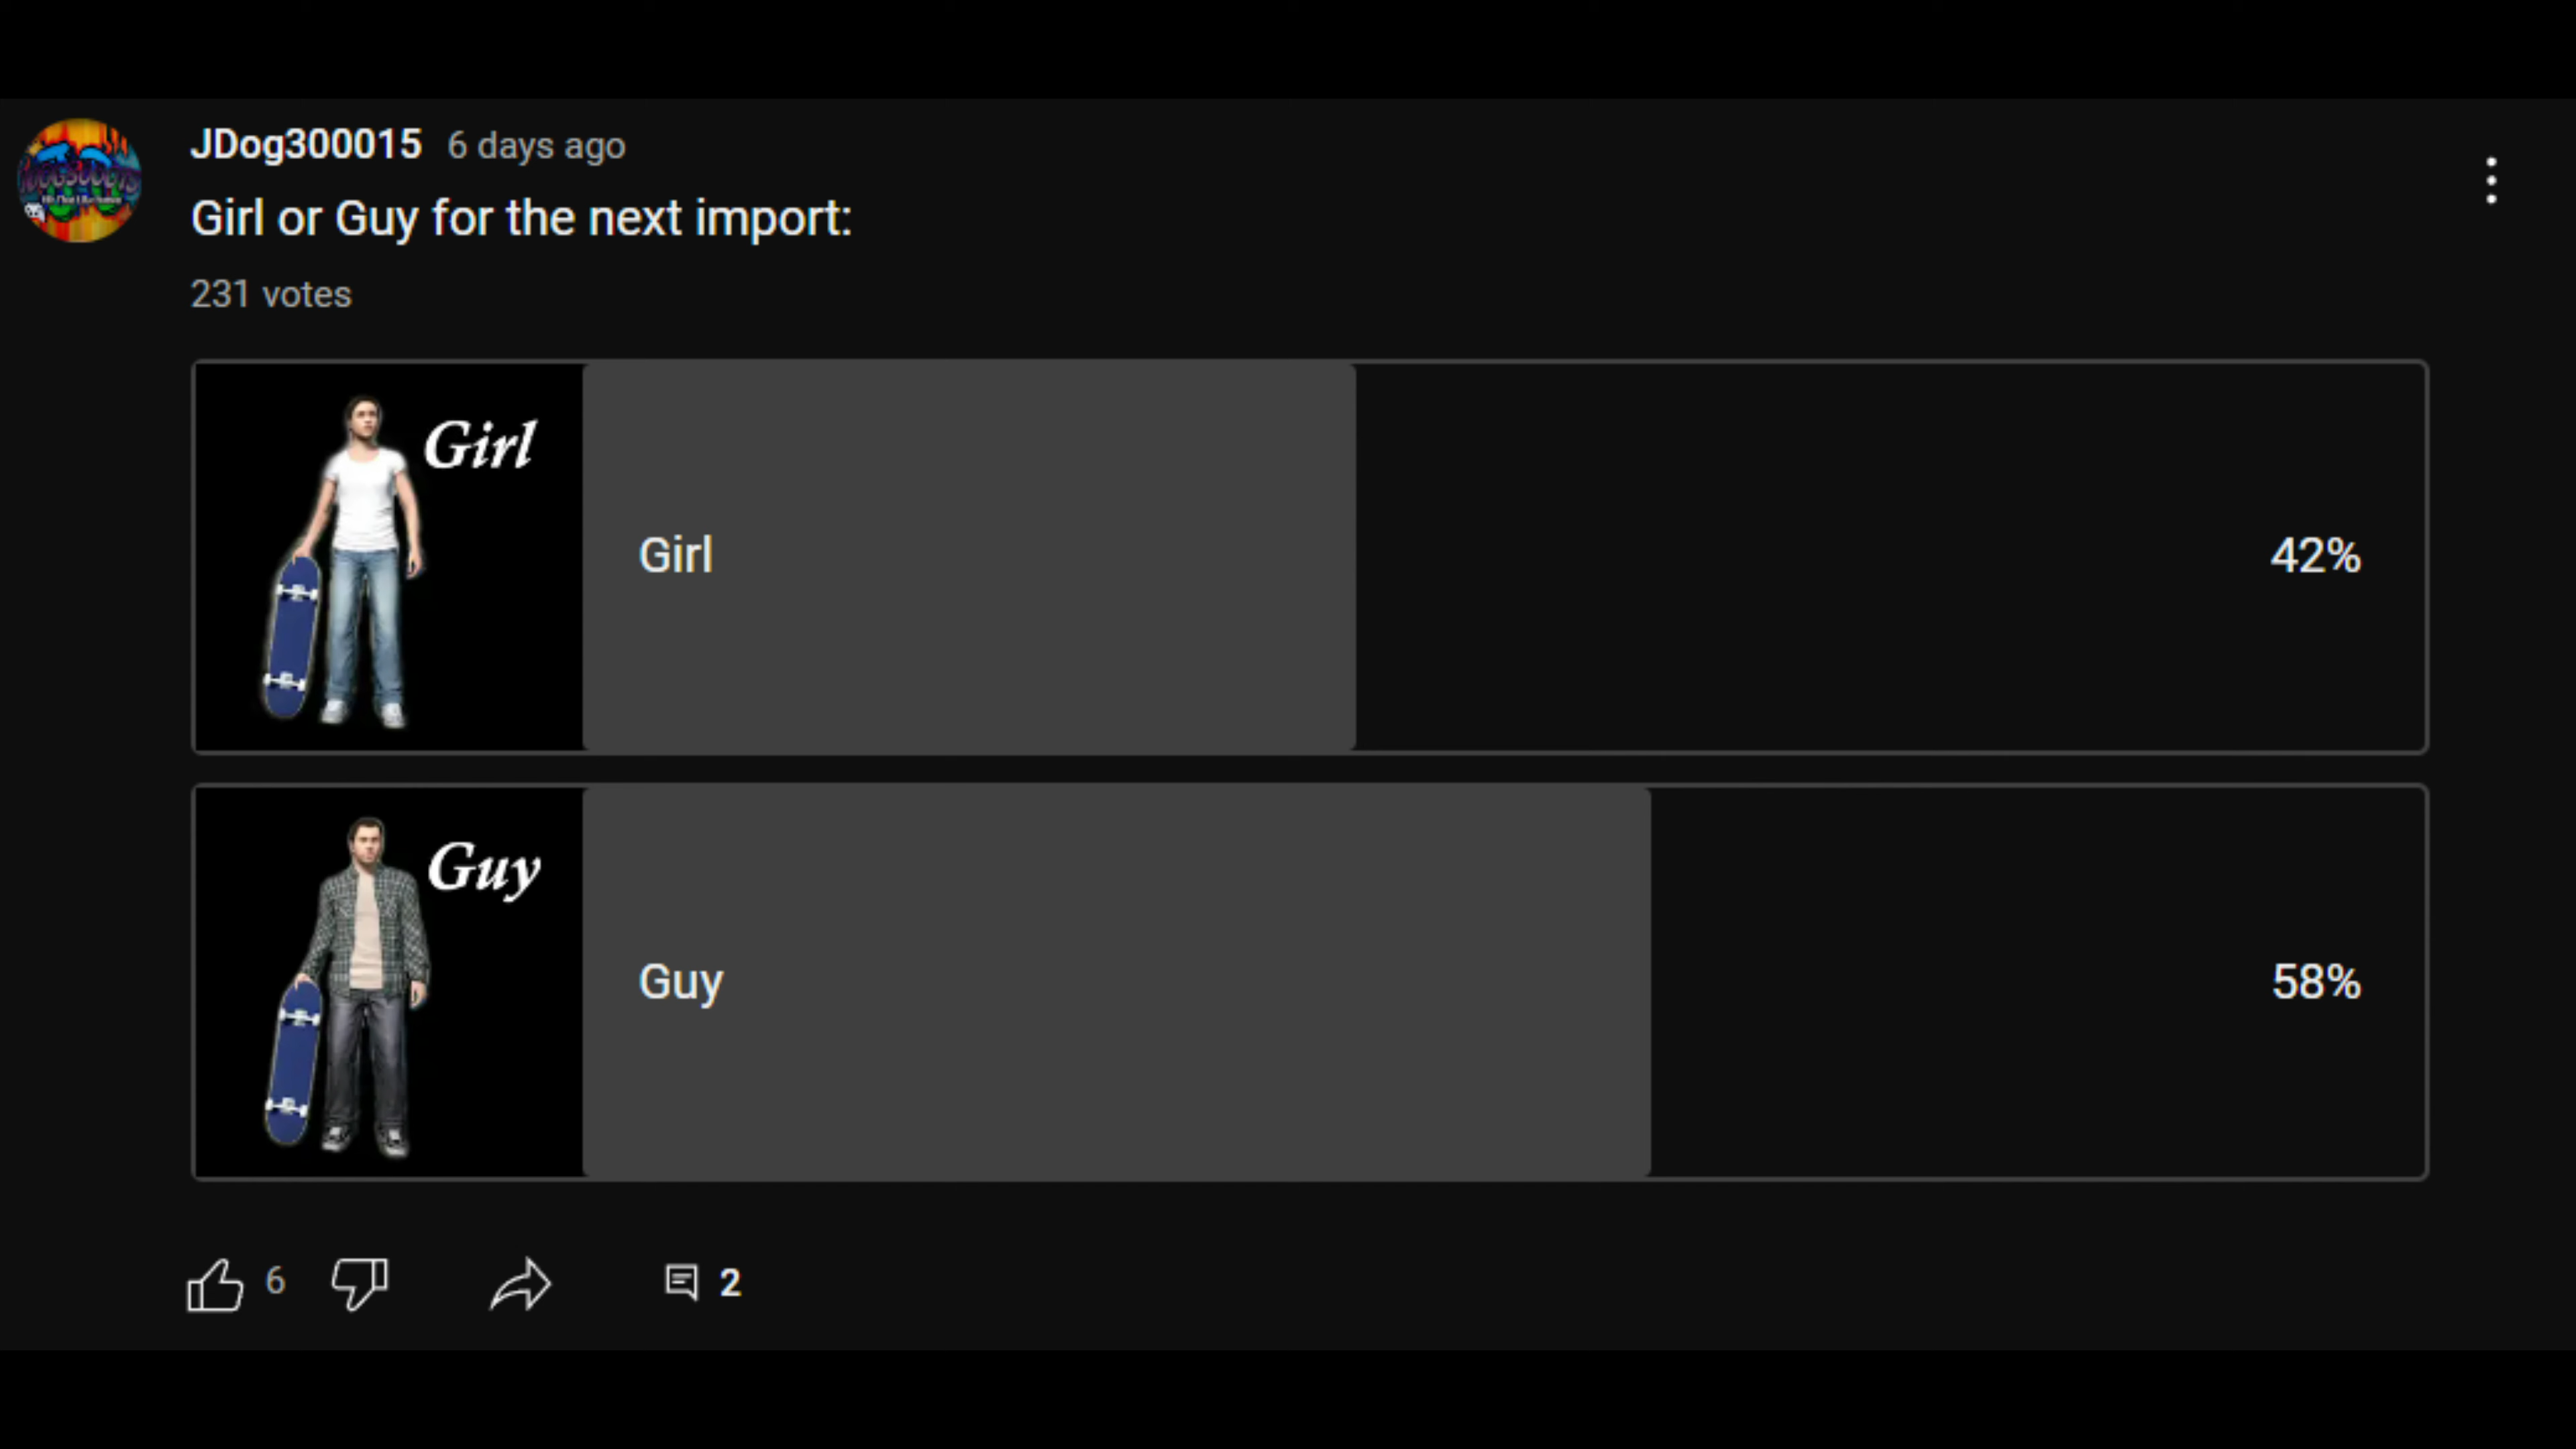 JDog300015 6 days ago
Girl or Guy for the next import:
231 votes
Girl
Girl
42%
Guy
Guy
58%
6
2